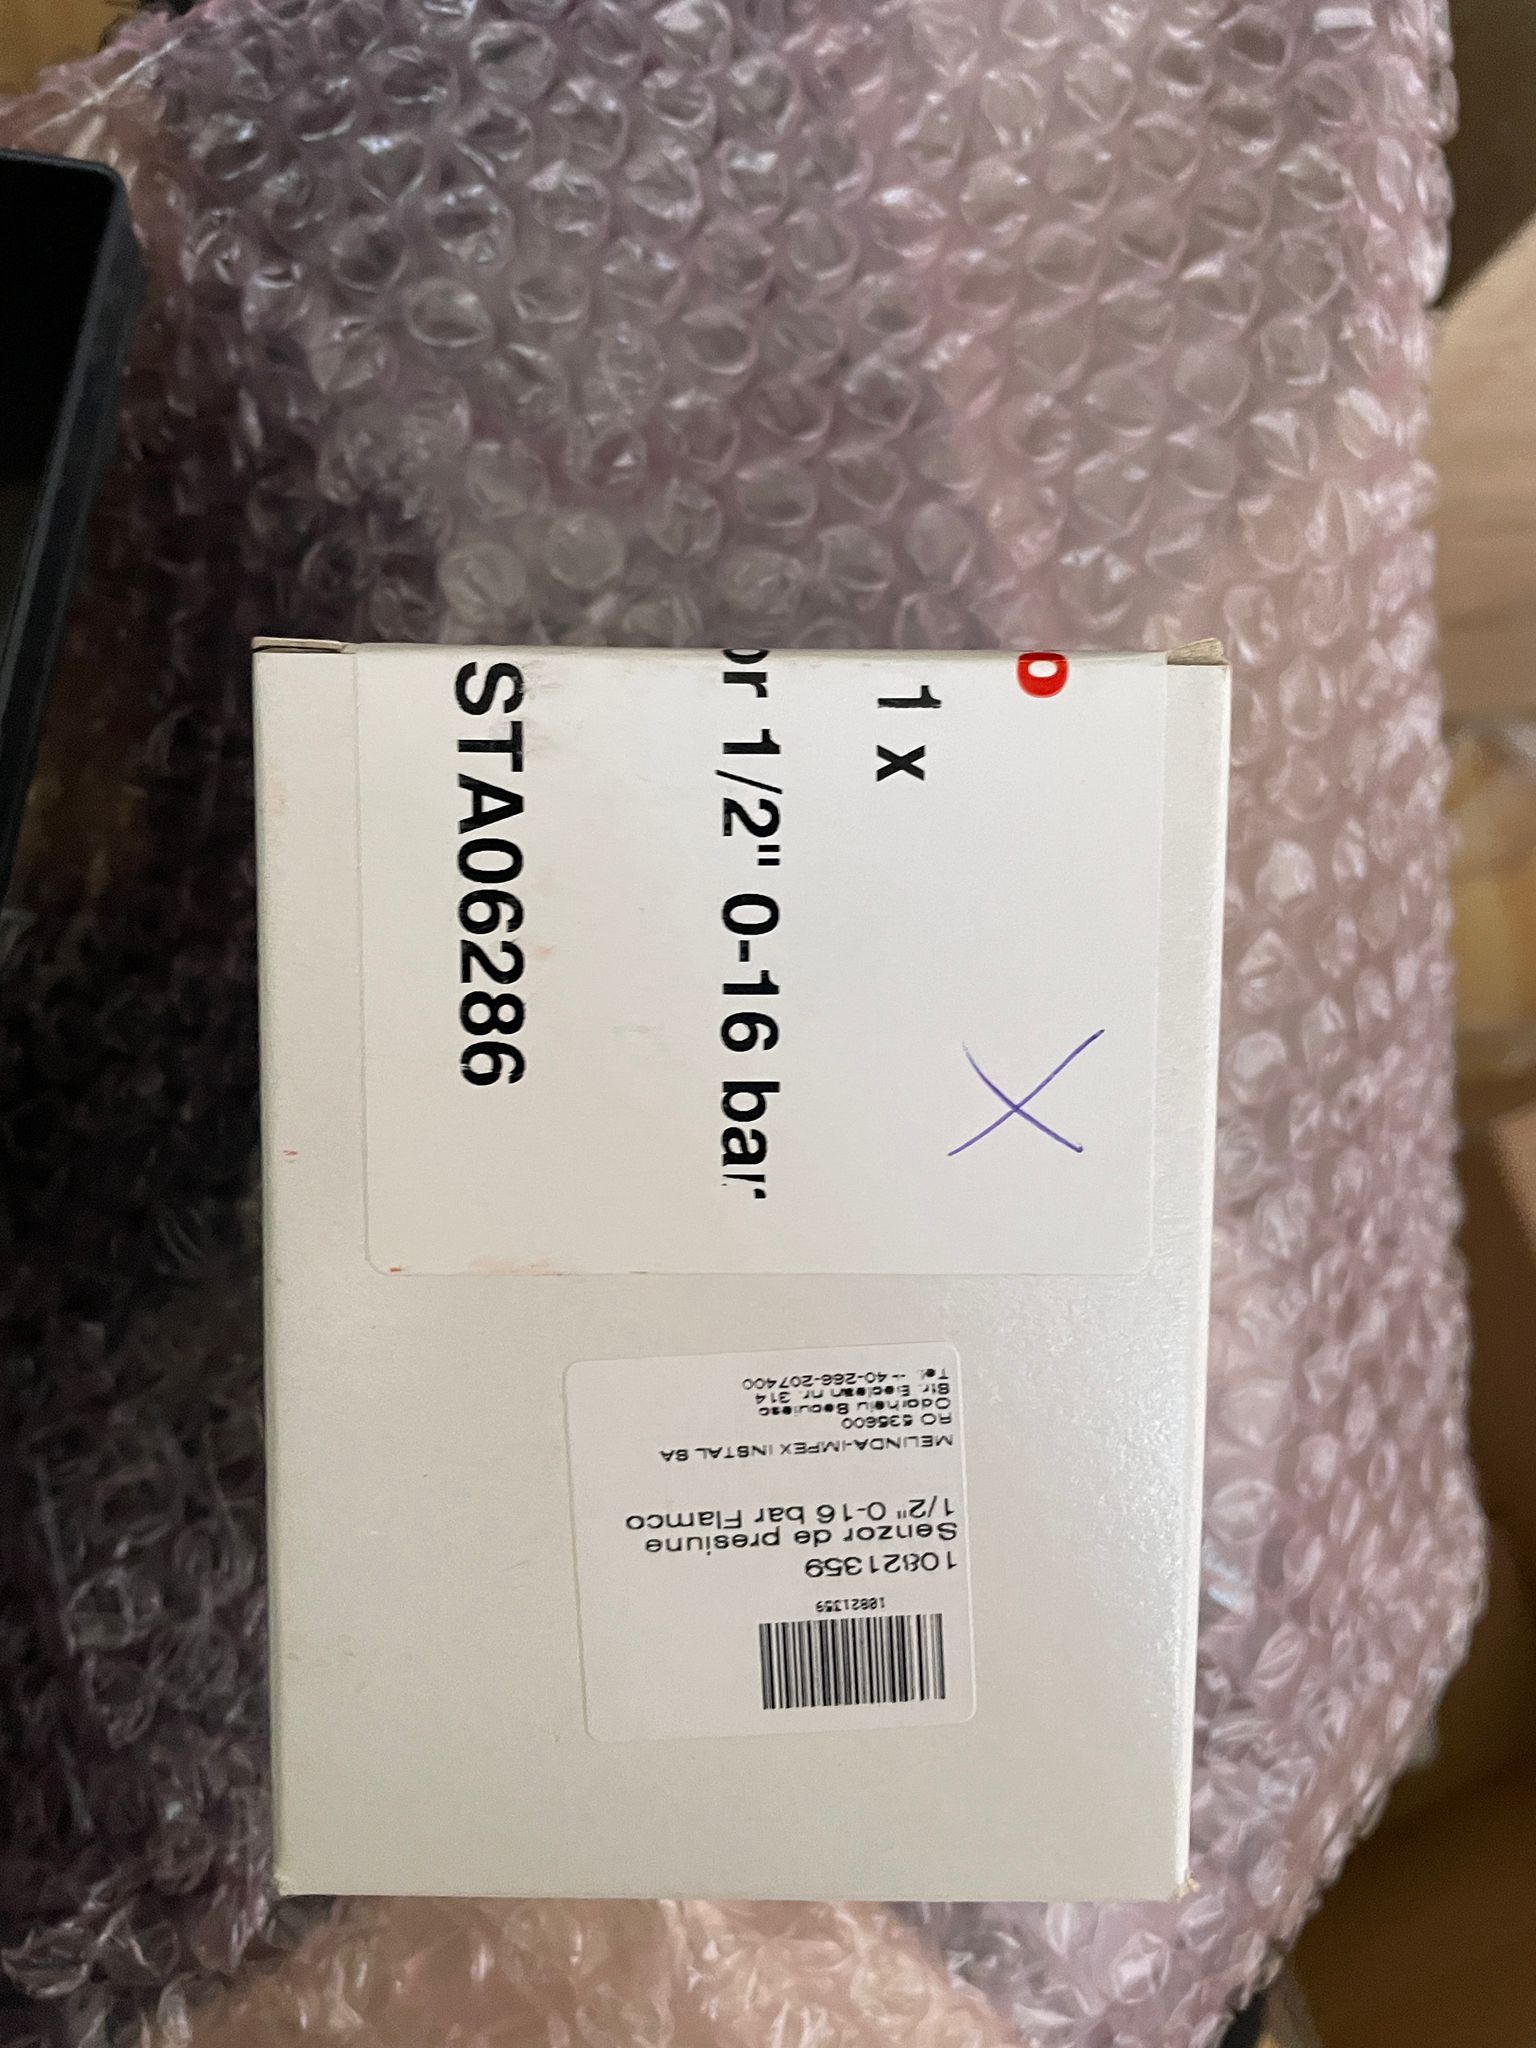 1 x
or 1/2" 0-16 bar
STA06286
10821359
10821359
Senzor de presiune
1/2" 0-16 bar Flamco
MELINDA-IMPEX INSTAL SA
RO 535600
Odorheiu Secuiesc
Str. nr. 314
Tel. +40-266-207400